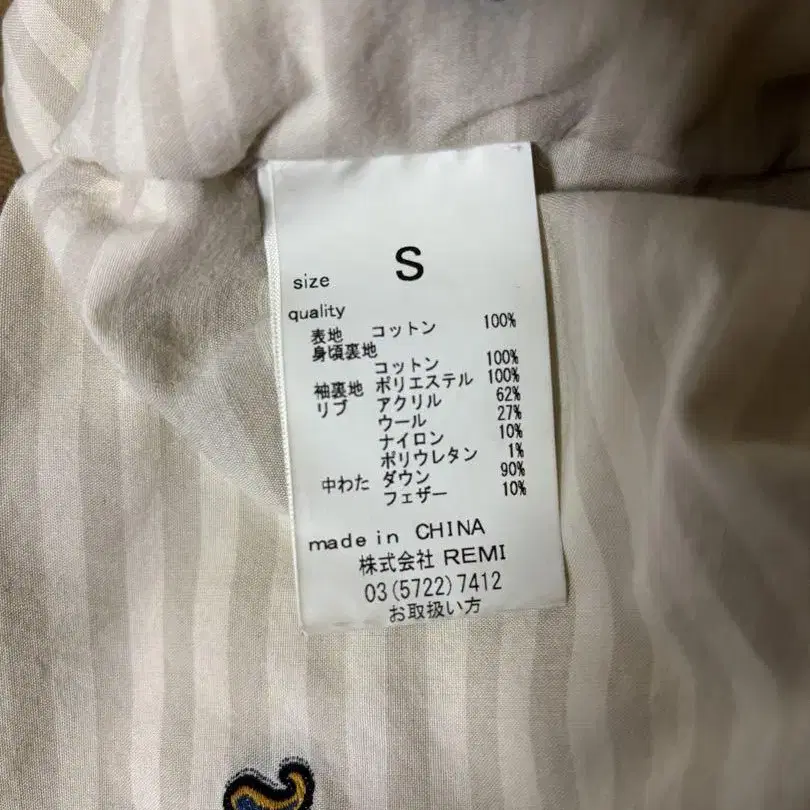 size S
quality
表地 コットン 100%
身頃裏地
コットン 100%
袖裏地 ポリエステル 100%
リブ アクリル 62%
ウール 27%
ナイロン 10%
ポリウレタン 1%
中わた ダウン 90%
フェザー 10%
made in CHINA
株式会社 REMI
03(5722)7412
お取扱い方